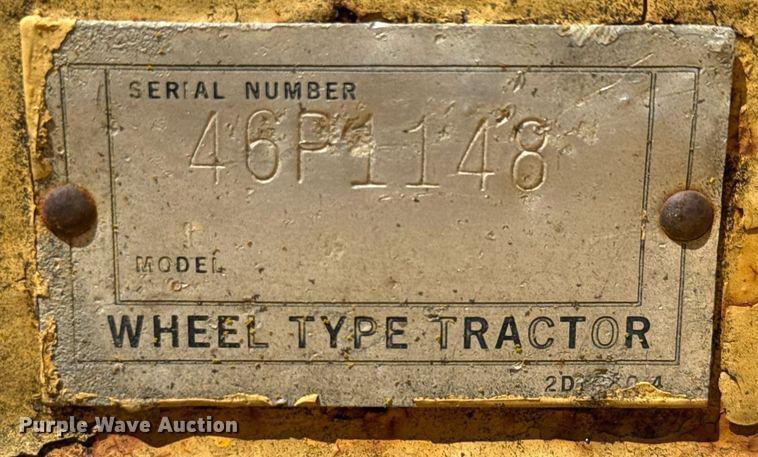 SERIAL NUMBER
46P1148
MODEL
WHEEL TYPE TRACTOR
Purple Wave Auction